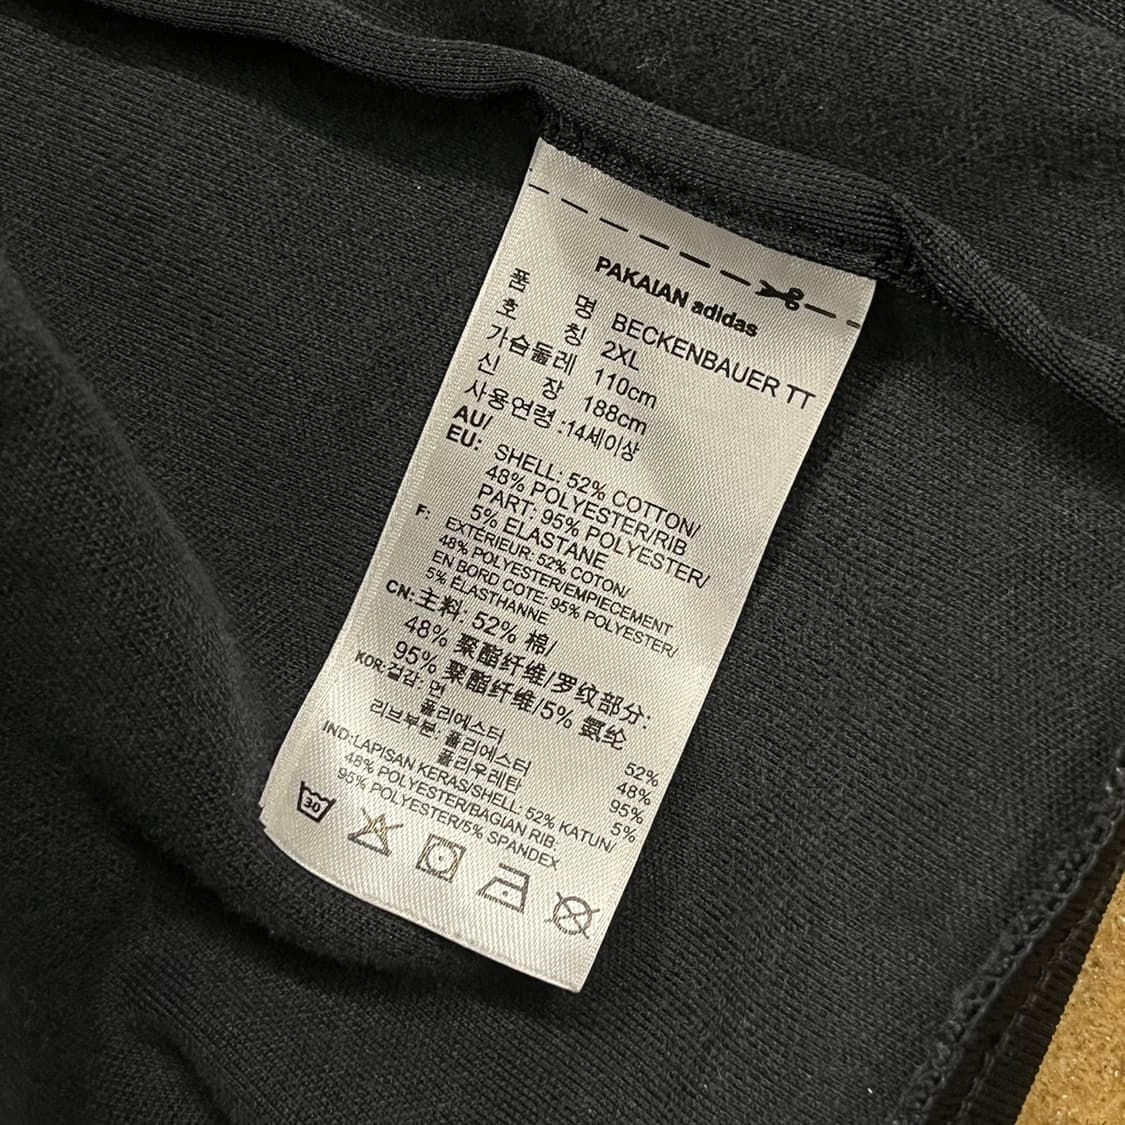 PAKAIAN adidas
품 명 BECKENBAUER TT
호 칭 2XL
가슴둘레 110cm
신 장 188cm
사용연령 :14세이상
AU/
EU: SHELL: 52% COTTON/
48% POLYESTER/RIB
PART: 95% POLYESTER/
5% ELASTANE
F: EXTÉRIEUR: 52% COTON/
48% POLYESTER/EMPIECEMENT
EN BORD COTE: 95% POLYESTER/
5% ÉLASTHANNE
CN: 主料: 52% 棉/
48% 聚酯纤维/罗纹部分:
95% 聚酯纤维/5% 氨纶
KOR:겉감: 면 52%
폴리에스터 48%
리브부분: 폴리에스터 95%
폴리우레탄 5%
IND:LAPISAN KERAS/SHELL: 52% KATUN/
48% POLYESTER/BAGIAN RIB
95% POLYESTER/5% SPANDEX
30